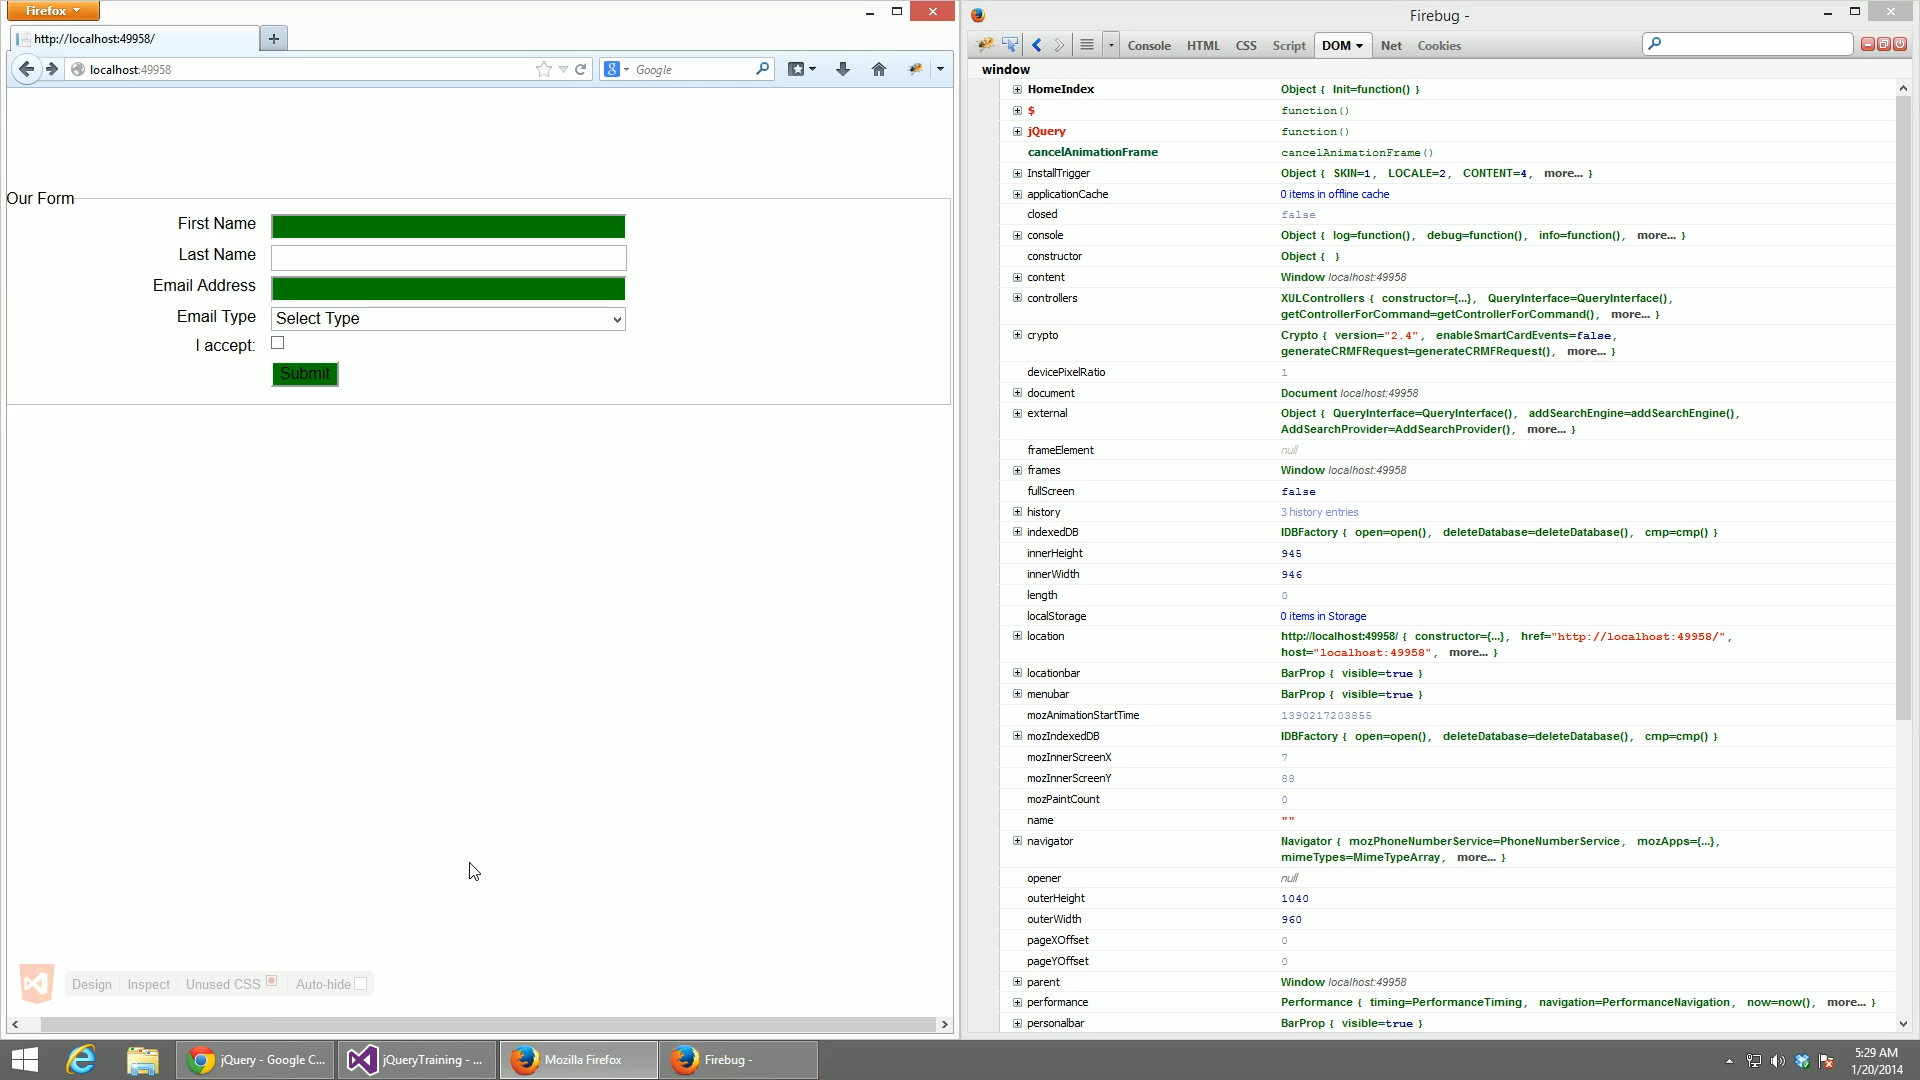 Firefox
http://localhost:49958/
localhost:49958
Google
Our Form
First Name
Last Name
Email Address
Email Type
Select Type
I accept:
Submit
Design
Inspect
Unused CSS
Auto-hide
Firebug -
Console HTML CSS Script DOM Net Cookies
window
HomeIndex Object { Init=function() }
$ function()
jQuery function()
cancelAnimationFrame cancelAnimationFrame()
InstallTrigger Object { SKIN=1, LOCALE=2, CONTENT=4, more... }
applicationCache 0 items in offline cache
closed false
console Object { log=function(), debug=function(), info=function(), more... }
constructor Object { }
content Window localhost:49958
controllers XULControllers { constructor={...}, QueryInterface=QueryInterface(),
getControllerForCommand=getControllerForCommand(), more... }
crypto Crypto { version="2.4", enableSmartCardEvents=false,
generateCRMFRequest=generateCRMFRequest(), more... }
devicePixelRatio 1
document Document localhost:49958
external Object { QueryInterface=QueryInterface(), addSearchEngine=addSearchEngine(),
AddSearchProvider=AddSearchProvider(), more... }
frameElement null
frames Window localhost:49958
fullScreen false
history 3 history entries
indexedDB IDBFactory { open=open(), deleteDatabase=deleteDatabase(), cmp=cmp() }
innerHeight 945
innerWidth 946
length 0
localStorage 0 items in Storage
location http://localhost:49958/ { constructor={...}, href="http://localhost:49958/",
host="localhost:49958", more... }
locationbar BarProp { visible=true }
menubar BarProp { visible=true }
mozAnimationStartTime 1390217203855
mozIndexedDB IDBFactory { open=open(), deleteDatabase=deleteDatabase(), cmp=cmp() }
mozInnerScreenX 7
mozInnerScreenY 88
mozPaintCount 0
name ""
navigator Navigator { mozPhoneNumberService=PhoneNumberService, mozApps={...},
mimeTypes=MimeTypeArray, more... }
opener null
outerHeight 1040
outerWidth 960
pageXOffset 0
pageYOffset 0
parent Window localhost:49958
performance Performance { timing=PerformanceTiming, navigation=PerformanceNavigation, now=now(), more... }
personalbar BarProp { visible=true }
jQuery - Google C...
jQueryTraining - ...
Mozilla Firefox
Firebug -
5:29 AM
1/20/2014